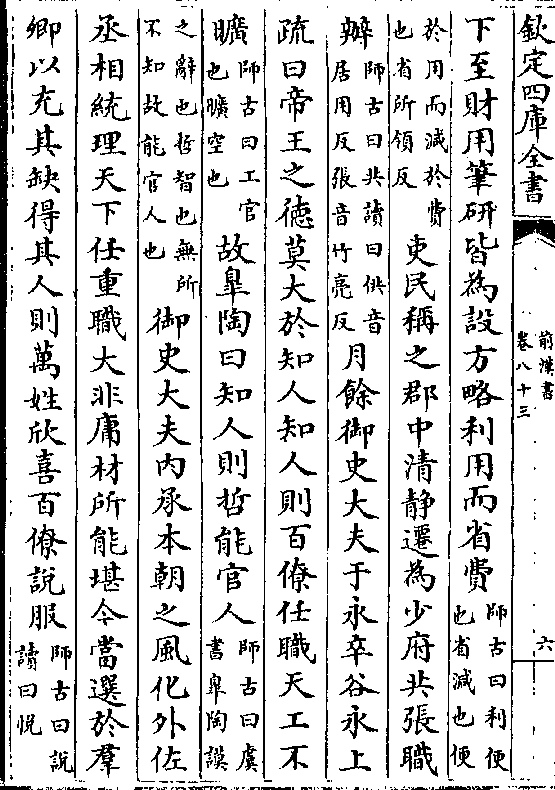 欽定四庫全書
前漢書
卷八十三
六
下至財用筆研皆為設方略利用而省費師古曰利便也省減也便
於用而減於費也省所領反吏民稱之郡中清静遷為少府共張職
辦師古曰共讀曰供音居用反張音竹亮反月餘御史大夫于永卒谷永上
疏曰帝王之徳莫大於知人知人則百僚任職天工不
曠師古曰工官也曠空也故臯陶曰知人則哲能官人師古曰虞書臯陶謨
之辭也哲智也無所不知故能官人也御史大夫内承本朝之風化外佐
丞相統理天下任重職大非庸材所能堪今當選於羣
卿以充其缺得其人則萬姓欣喜百僚說服師古曰說讀曰悅